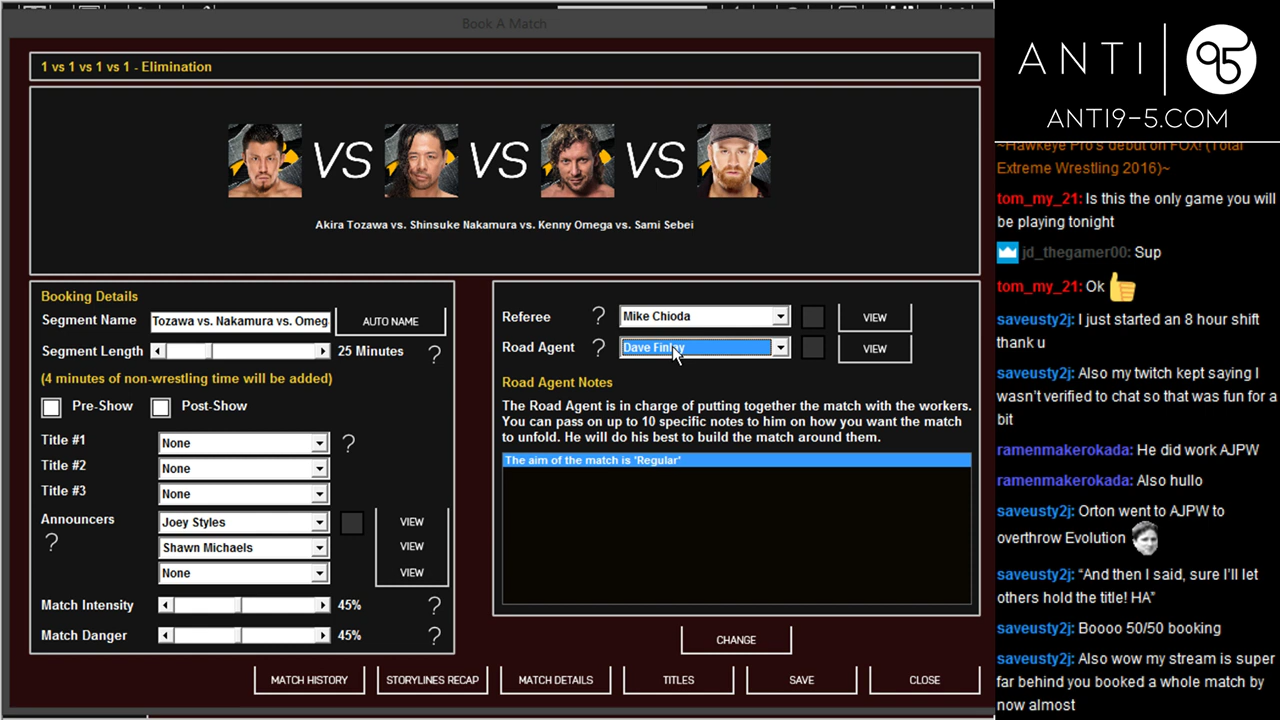 Book A Match
1 vs 1 vs 1 vs 1 - Elimination
VS VS VS
Akira Tozawa vs. Shinsuke Nakamura vs. Kenny Omega vs. Sami Sebei
Booking Details
Segment Name Tozawa vs. Nakamura vs. Omeg AUTO NAME
Segment Length 25 Minutes ?
(4 minutes of non-wrestling time will be added)
Pre-Show Post-Show
Title #1 None ?
Title #2 None
Title #3 None
Announcers Joey Styles VIEW
? Shawn Michaels VIEW
None VIEW
Match Intensity 45% ?
Match Danger 45% ?
Referee ? Mike Chioda VIEW
Road Agent ? Dave Finlay VIEW
Road Agent Notes
The Road Agent is in charge of putting together the match with the workers.
You can pass on up to 10 specific notes to him on how you want the match
to unfold. He will do his best to build the match around them.
The aim of the match is 'Regular'
CHANGE
MATCH HISTORY STORYLINES RECAP MATCH DETAILS TITLES SAVE CLOSE
ANTI 95
ANTI9-5.COM
~Hawkeye Pro's debut on FOX! (Total
Extreme Wrestling 2016)~
tom_my_21: Is this the only game you will
be playing tonight
jd_thegamer00: Sup
tom_my_21: Ok
saveusty2j: I just started an 8 hour shift
thank u
saveusty2j: Also my twitch kept saying I
wasn't verified to chat so that was fun for a
bit
ramenmakerokada: He did work AJPW
ramenmakerokada: Also hullo
saveusty2j: Orton went to AJPW to
overthrow Evolution
saveusty2j: “And then I said, sure I'll let
others hold the title! HA”
saveusty2j: Boooo 50/50 booking
saveusty2j: Also wow my stream is super
far behind you booked a whole match by
now almost